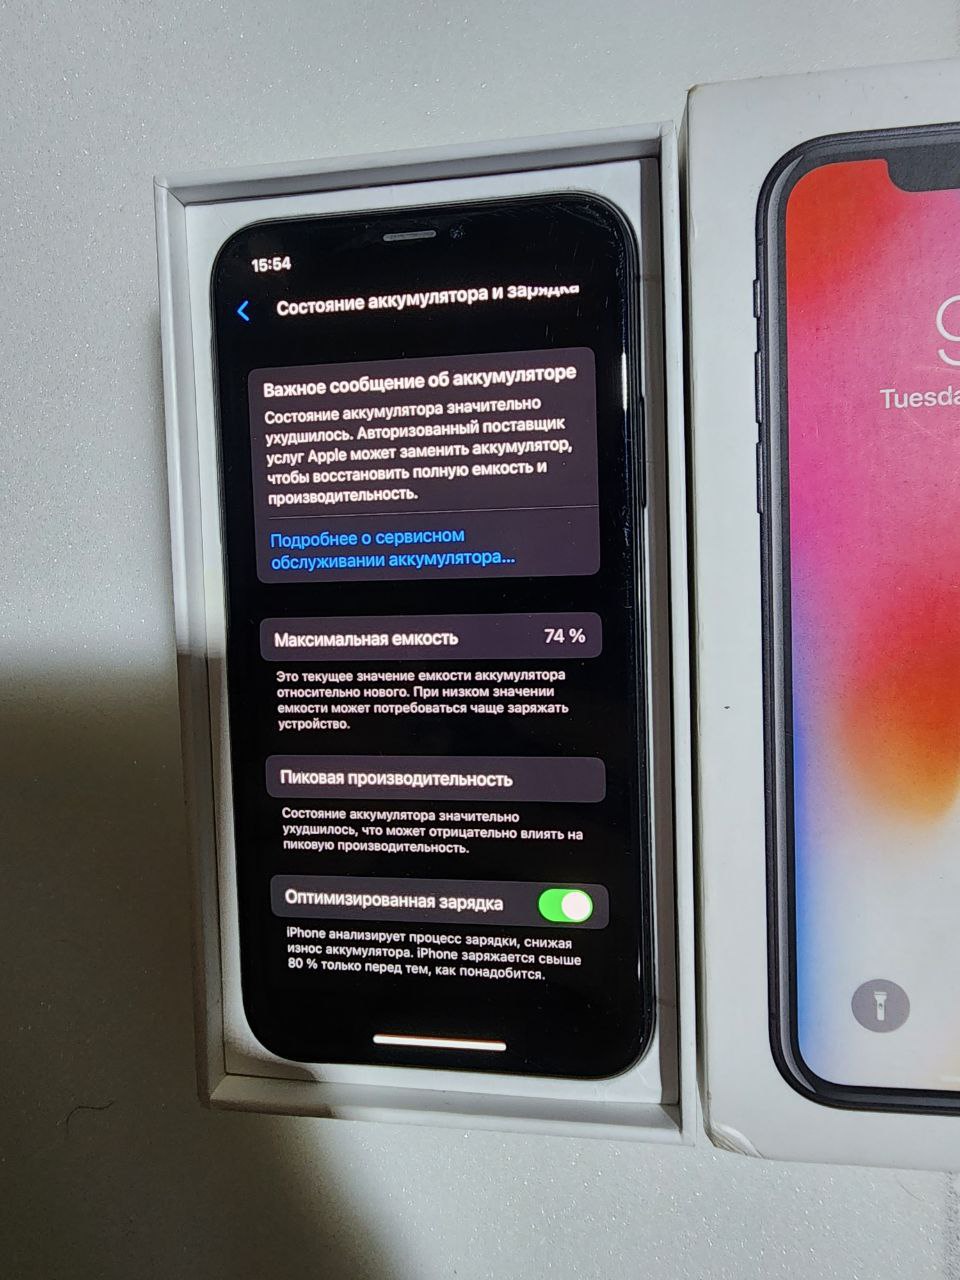 15:54
Состояние аккумулятора и зарядка
Важное сообщение об аккумуляторе
Состояние аккумулятора значительно
ухудшилось. Авторизованный поставщик
услуг Apple может заменить аккумулятор,
чтобы восстановить полную емкость и
производительность.
Подробнее о сервисном
обслуживании аккумулятора...
Максимальная емкость 74 %
Это текущее значение емкости аккумулятора
относительно нового. При низком значении
емкости может потребоваться чаще заряжать
устройство.
Пиковая производительность
Состояние аккумулятора значительно
ухудшилось, что может отрицательно влиять на
пиковую производительность.
Оптимизированная зарядка
iPhone анализирует процесс зарядки, снижая
износ аккумулятора. iPhone заряжается свыше
80 % только перед тем, как понадобится.
9
Tuesda